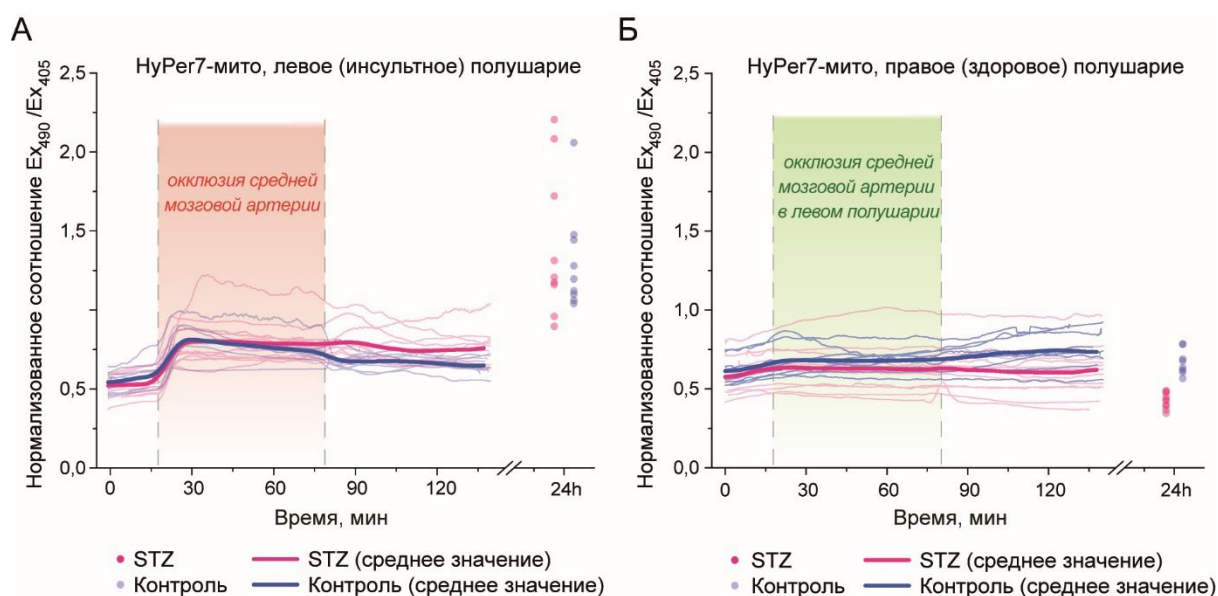 А
HyPer7-мито, левое (инсультное) полушарие
Нормализованное соотношение Ex490 /Ex405
2,5
2,0
1,5
1,0
0,5
0,0
окклюзия средней
мозговой артерии
0
30
60
90
120
24h
Время, мин
STZ
STZ (среднее значение)
Контроль
Контроль (среднее значение)
Б
HyPer7-мито, правое (здоровое) полушарие
Нормализованное соотношение Ex490 /Ex405
2,5
2,0
1,5
1,0
0,5
0,0
окклюзия средней
мозговой артерии
в левом полушарии
0
30
60
90
120
24h
Время, мин
STZ
STZ (среднее значение)
Контроль
Контроль (среднее значение)